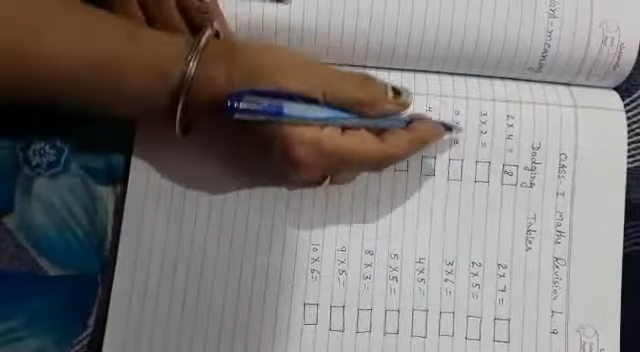 CLASS-I Maths Revision L-9
Dodging Tables
2 x 4 = 8
2 x 7 =
3 x 2 =
2 x 5 =
3 x 6 =
4 x 5 =
5 x 5 =
8 x 3 =
9 x 5 =
10 x 6 =